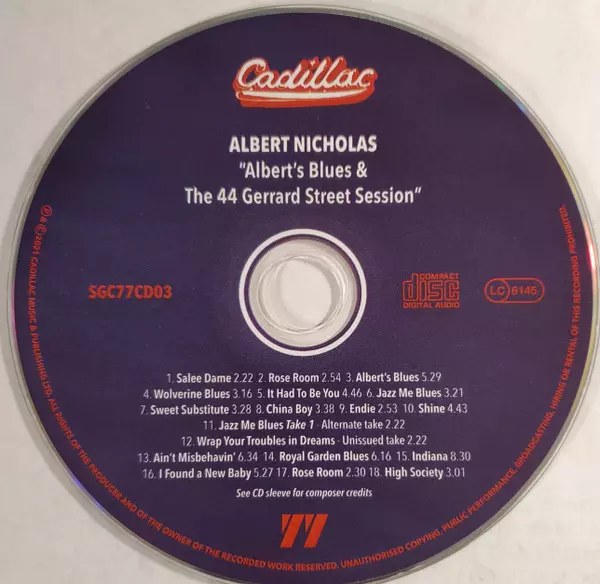 Cadillac
ALBERT NICHOLAS
"Albert's Blues &
The 44 Gerrard Street Session"
SGC77CD03
COMPACT
disc
DIGITAL AUDIO
LC 6145
1. Salee Dame 2.22 2. Rose Room 2.54 3. Albert's Blues 5.29
4. Wolverine Blues 3.16 5. It Had To Be You 4.46 6. Jazz Me Blues 3.21
7. Sweet Substitute 3.28 8. China Boy 3.38 9. Endie 2.53 10. Shine 4.43
11. Jazz Me Blues Take 1 - Alternate take 2.22
12. Wrap Your Troubles in Dreams - Unissued take 2.22
13. Ain't Misbehavin' 6.34 14. Royal Garden Blues 6.16 15. Indiana 8.30
16. I Found a New Baby 5.27 17. Rose Room 2.30 18. High Society 3.01
See CD sleeve for composer credits
77
℗ & © 2021 CADILLAC MUSIC & PUBLISHING LTD. ALL RIGHTS OF THE PRODUCER AND OF THE OWNER OF THE RECORDED WORK RESERVED. UNAUTHORISED COPYING, PUBLIC PERFORMANCE, BROADCASTING, HIRING OR RENTAL OF THIS RECORDING PROHIBITED.